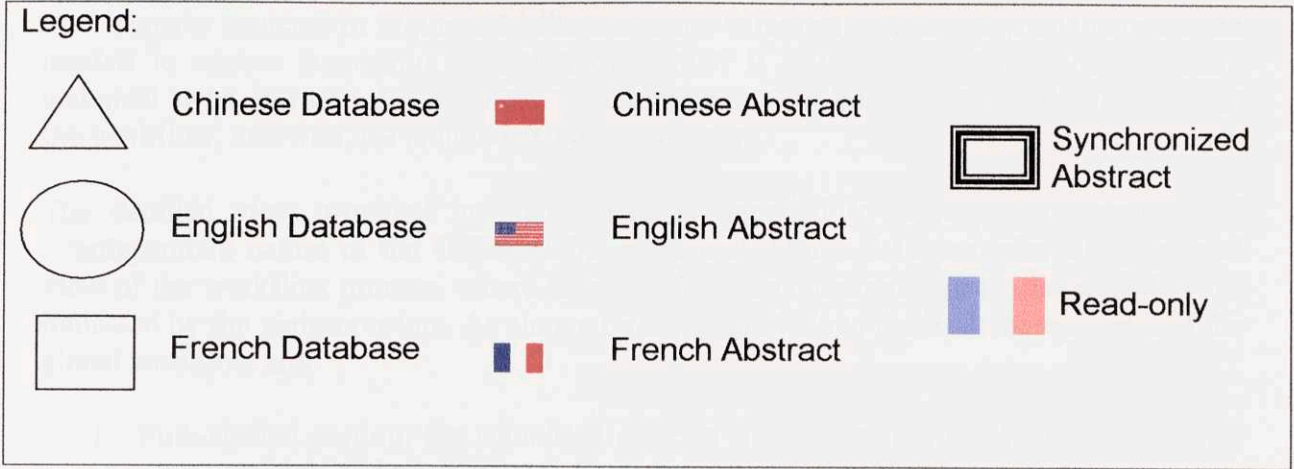 Legend:
Chinese Database
Chinese Abstract
English Database
English Abstract
French Database
French Abstract
Synchronized
Abstract
Read-only